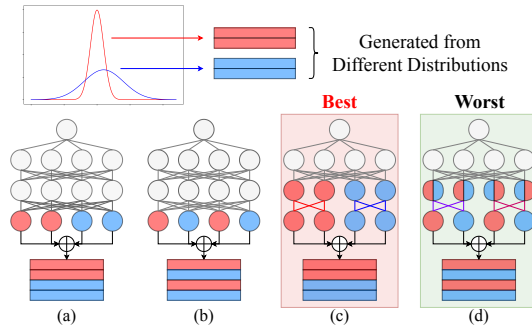 Generated from
Different Distributions
Best
Worst
(a)
(b)
(c)
(d)